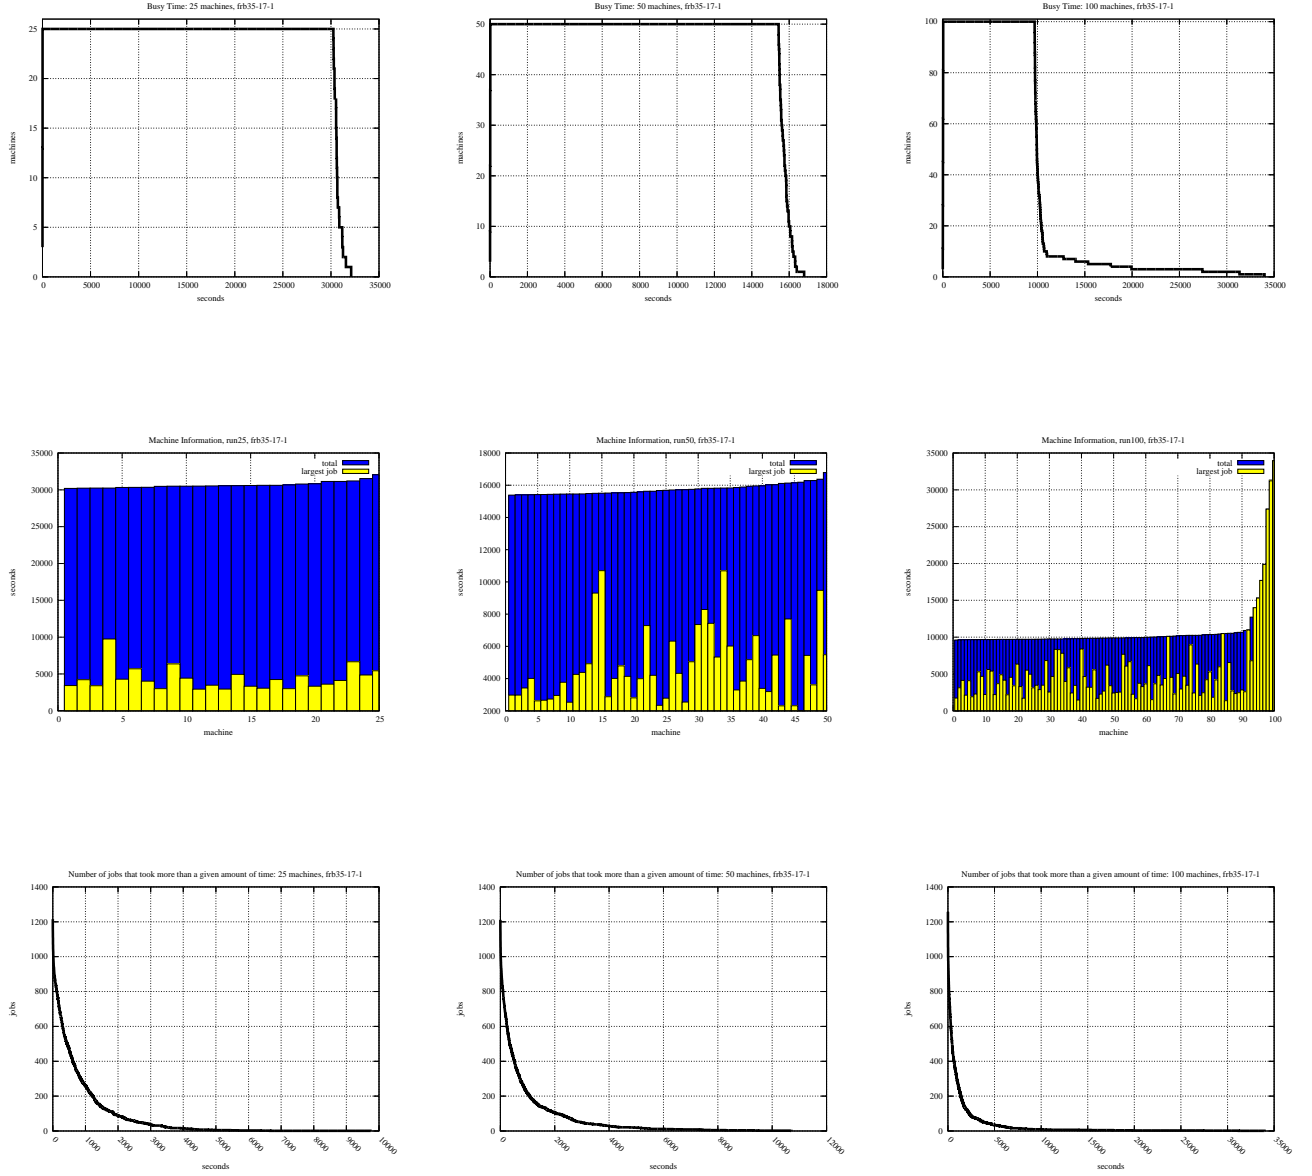 Busy Time: 25 machines, frb35-17-1
25
20
15
10
5
0
machines
0 5000 10000 15000 20000 25000 30000 35000
seconds
Busy Time: 50 machines, frb35-17-1
50
40
30
20
10
0
machines
0 2000 4000 6000 8000 10000 12000 14000 16000 18000
seconds
Busy Time: 100 machines, frb35-17-1
100
80
60
40
20
0
machines
0 5000 10000 15000 20000 25000 30000 35000
seconds
Machine Information, run25, frb35-17-1
35000
30000
25000
20000
15000
10000
5000
0
seconds
total
largest job
0 5 10 15 20 25
machine
Machine Information, run50, frb35-17-1
18000
16000
14000
12000
10000
8000
6000
4000
2000
seconds
total
largest job
0 5 10 15 20 25 30 35 40 45 50
machine
Machine Information, run100, frb35-17-1
35000
30000
25000
20000
15000
10000
5000
0
seconds
total
largest job
0 10 20 30 40 50 60 70 80 90 100
machine
Number of jobs that took more than a given amount of time: 25 machines, frb35-17-1
1400
1200
1000
800
600
400
200
0
jobs
0 1000 2000 3000 4000 5000 6000 7000 8000 9000 10000
seconds
Number of jobs that took more than a given amount of time: 50 machines, frb35-17-1
1400
1200
1000
800
600
400
200
0
jobs
0 2000 4000 6000 8000 10000 12000
seconds
Number of jobs that took more than a given amount of time: 100 machines, frb35-17-1
1400
1200
1000
800
600
400
200
0
jobs
0 5000 10000 15000 20000 25000 30000 35000
seconds